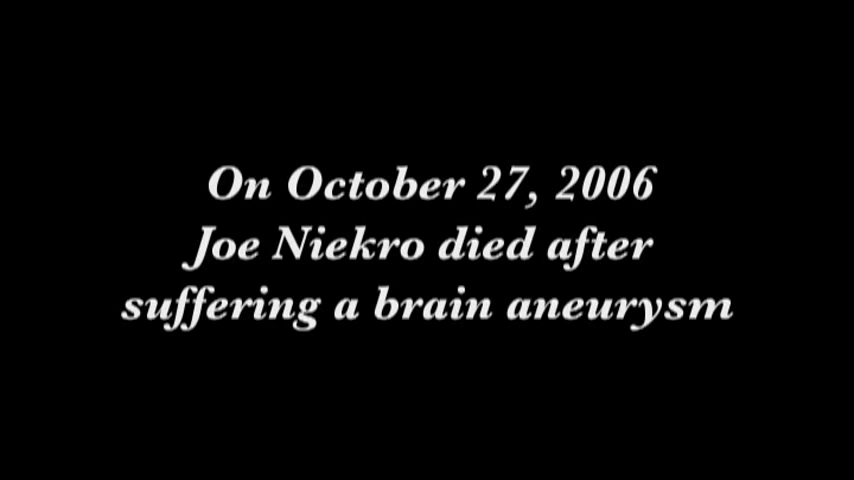 On October 27, 2006
Joe Niekro died after
suffering a brain aneurysm